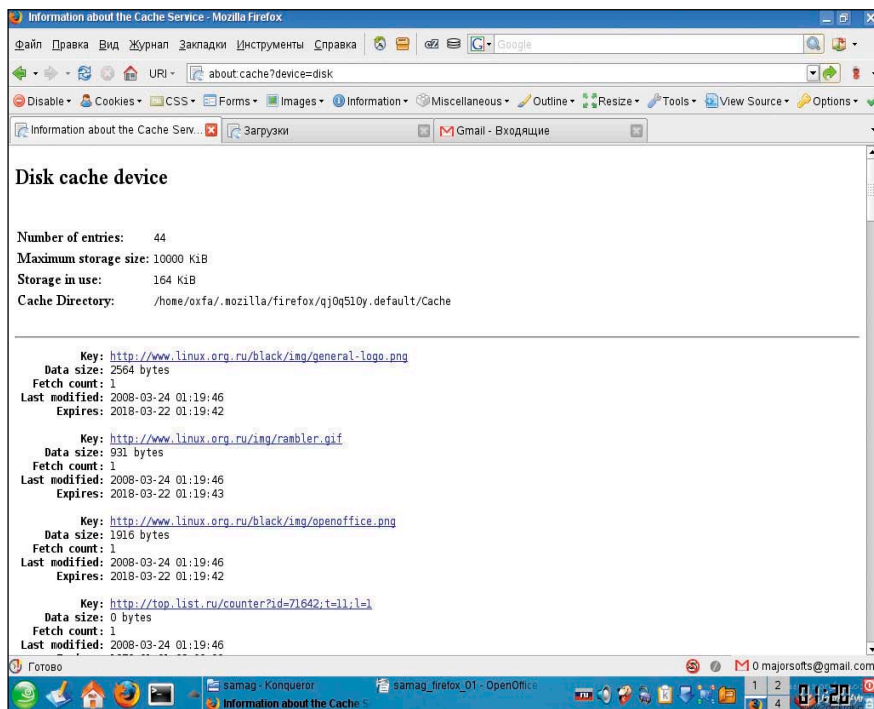 Information about the Cache Service - Mozilla Firefox
Файл Правка Вид Журнал Закладки Инструменты Справка G Google
URI about:cache?device=disk
Disable Cookies CSS Forms Images Information Miscellaneous Outline Resize Tools View Source Options
Information about the Cache Serv... Загрузки Gmail - Входящие
Disk cache device
Number of entries: 44
Maximum storage size: 10000 KiB
Storage in use: 164 KiB
Cache Directory: /home/oxfa/.mozilla/firefox/qj0q5l0y.default/Cache
Key: http://www.linux.org.ru/black/img/general-logo.png
Data size: 2564 bytes
Fetch count: 1
Last modified: 2008-03-24 01:19:46
Expires: 2018-03-22 01:19:42
Key: http://www.linux.org.ru/img/rambler.gif
Data size: 931 bytes
Fetch count: 1
Last modified: 2008-03-24 01:19:46
Expires: 2018-03-22 01:19:43
Key: http://www.linux.org.ru/black/img/openoffice.png
Data size: 1916 bytes
Fetch count: 1
Last modified: 2008-03-24 01:19:46
Expires: 2018-03-22 01:19:42
Key: http://top.list.ru/counter?id=71642;t=11;l=1
Data size: 0 bytes
Fetch count: 1
Last modified: 2008-03-24 01:19:46
Готово 0 majorsofts@gmail.com
samag - Konqueror samag_firefox_01 - OpenOffice
Information about the Cache S
ru 1 2 4 01:20